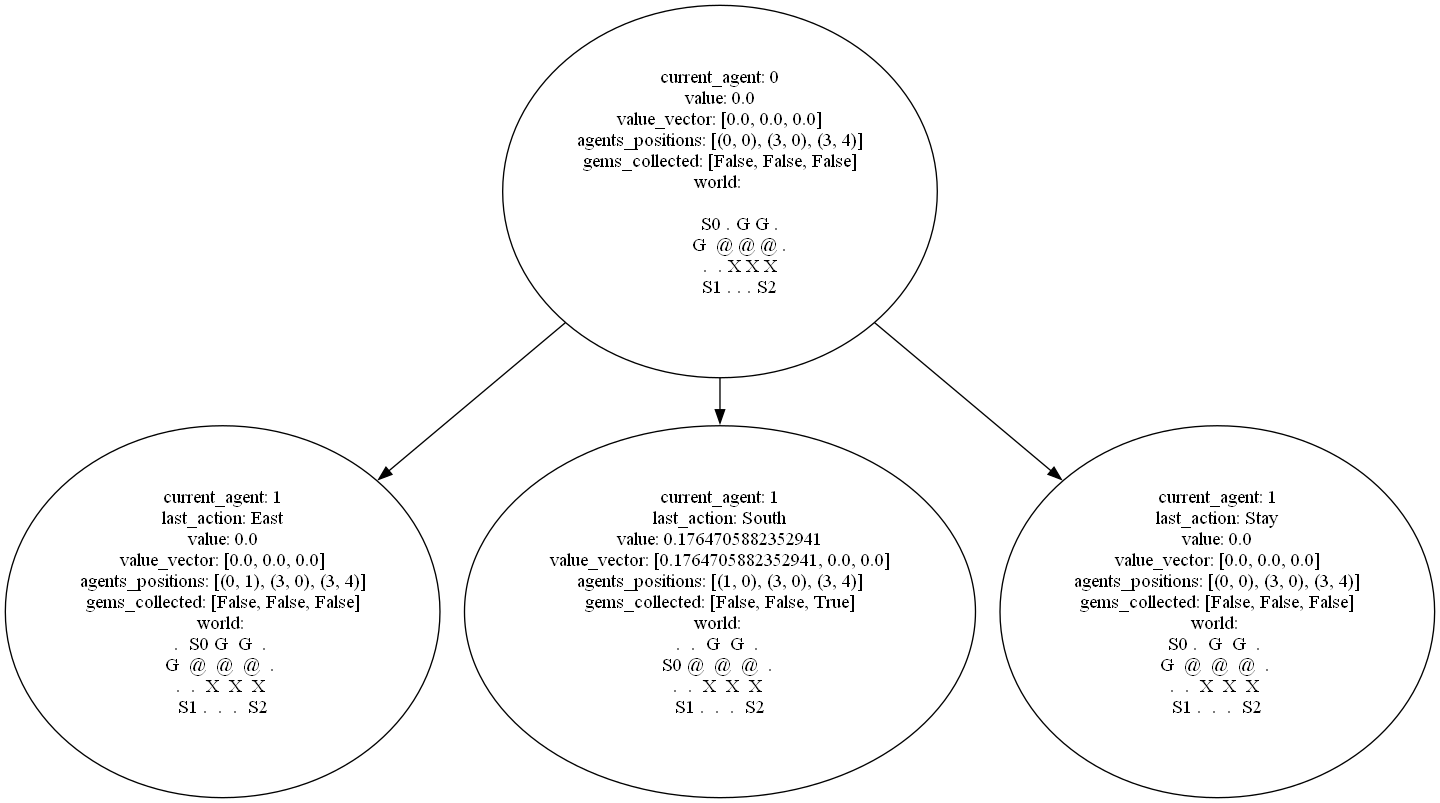 current_agent: 0
value: 0.0
value_vector: [0.0, 0.0, 0.0]
agents_positions: [(0, 0), (3, 0), (3, 4)]
gems_collected: [False, False, False]
world:
S0 . G G .
G @ @ @ .
. . X X X
S1 . . . S2
current_agent: 1
last_action: East
value: 0.0
value_vector: [0.0, 0.0, 0.0]
agents_positions: [(0, 1), (3, 0), (3, 4)]
gems_collected: [False, False, False]
world:
. S0 G G .
G @ @ @ .
. . X X X
S1 . . . S2
current_agent: 1
last_action: South
value: 0.1764705882352941
value_vector: [0.1764705882352941, 0.0, 0.0]
agents_positions: [(1, 0), (3, 0), (3, 4)]
gems_collected: [False, False, True]
world:
. . G G .
S0 @ @ @ .
. . X X X
S1 . . . S2
current_agent: 1
last_action: Stay
value: 0.0
value_vector: [0.0, 0.0, 0.0]
agents_positions: [(0, 0), (3, 0), (3, 4)]
gems_collected: [False, False, False]
world:
S0 . G G .
G @ @ @ .
. . X X X
S1 . . . S2